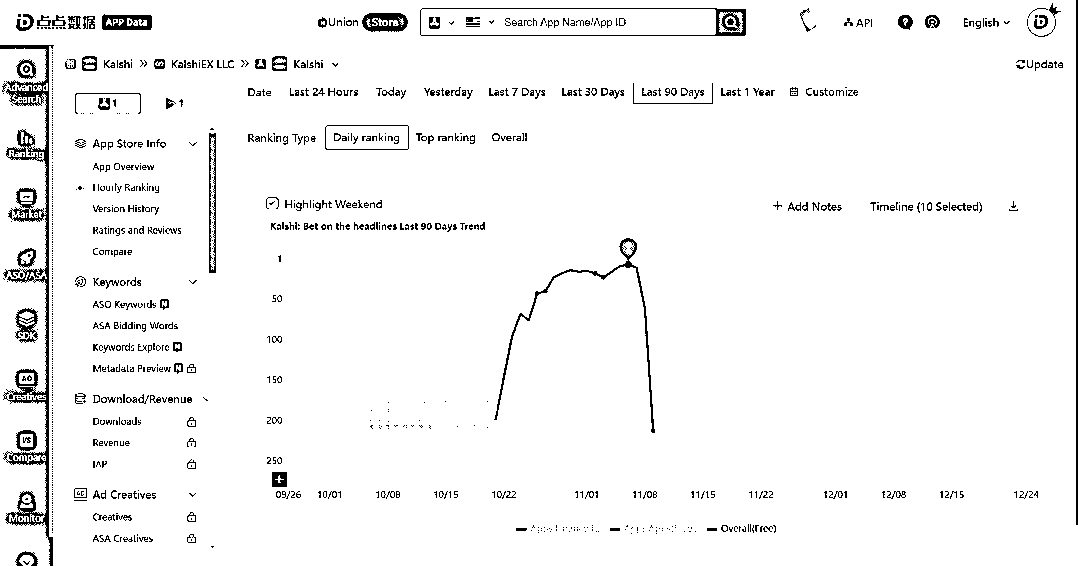 点点数据 APP Data
Union Store
Search App Name/App ID
API
English
Kalshi » KalshiEX LLC » Kalshi
Update
Advanced Search
Ranking
Market
ASO/ASA
SDK
Creatives
Compare
Monitor
1
1
App Store Info
App Overview
Hourly Ranking
Version History
Ratings and Reviews
Compare
Keywords
ASO Keywords N
ASA Bidding Words
Keywords Explore N
Metadata Preview N
Download/Revenue
Downloads
Revenue
IAP
Ad Creatives
Creatives
ASA Creatives
Date Last 24 Hours Today Yesterday Last 7 Days Last 30 Days Last 90 Days Last 1 Year Customize
Ranking Type Daily ranking Top ranking Overall
Highlight Weekend
+ Add Notes Timeline (10 Selected)
Kalshi: Bet on the headlines Last 90 Days Trend
1
50
100
150
200
250
09/26 10/01 10/08 10/15 10/22 11/01 11/08 11/15 11/22 12/01 12/08 12/15 12/24
Overall(Free)